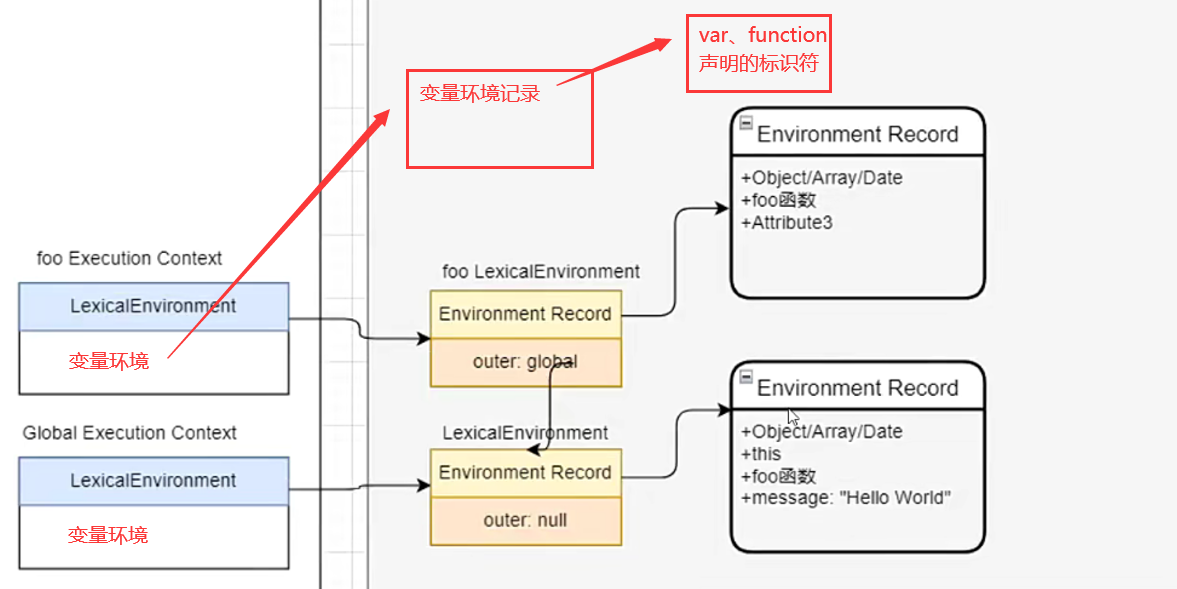 var、function
声明的标识符
变量环境记录
Environment Record
+Object/Array/Date
+foo函数
+Attribute3
foo Execution Context
LexicalEnvironment
变量环境
foo LexicalEnvironment
Environment Record
outer: global
Environment Record
+Object/Array/Date
+this
+foo函数
+message: "Hello World"
Global Execution Context
LexicalEnvironment
变量环境
LexicalEnvironment
Environment Record
outer: null